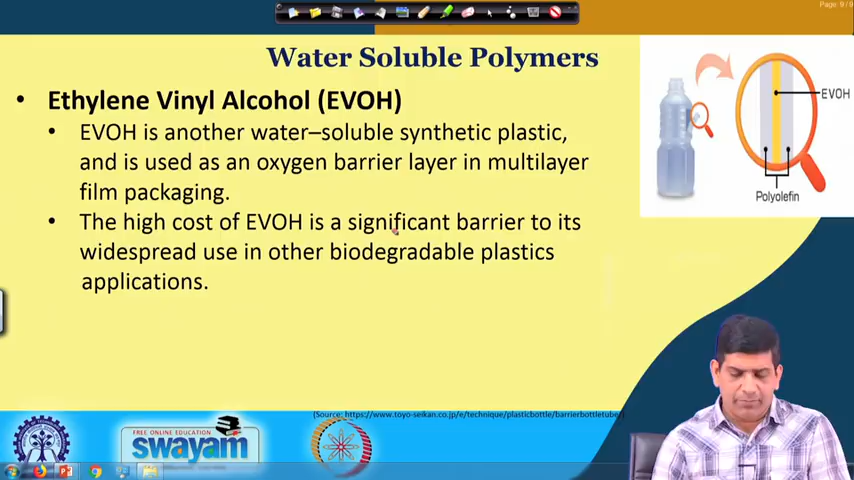 Page: 9/9
Water Soluble Polymers
• Ethylene Vinyl Alcohol (EVOH)
• EVOH is another water–soluble synthetic plastic,
and is used as an oxygen barrier layer in multilayer
film packaging.
• The high cost of EVOH is a significant barrier to its
widespread use in other biodegradable plastics
applications.
EVOH
Polyolefin
(Source: https://www.toyo-seikan.co.jp/e/technique/plasticbottle/barrierbottletube/)
FREE ONLINE EDUCATION
swayam